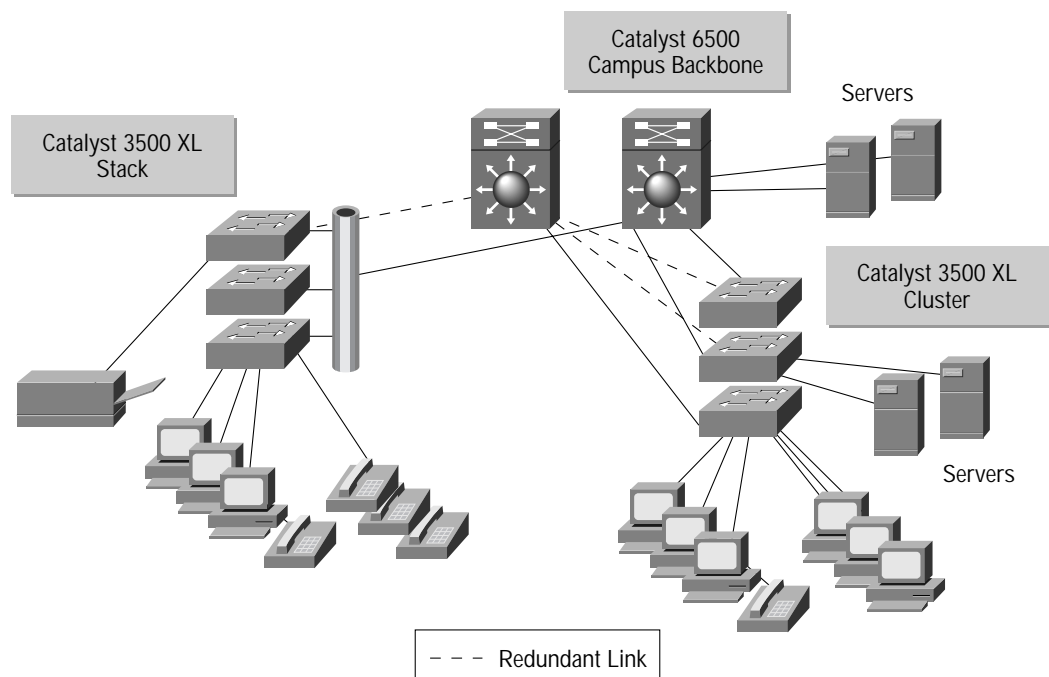 Catalyst 6500
Campus Backbone
Servers
Catalyst 3500 XL
Stack
Catalyst 3500 XL
Cluster
Servers
Redundant Link